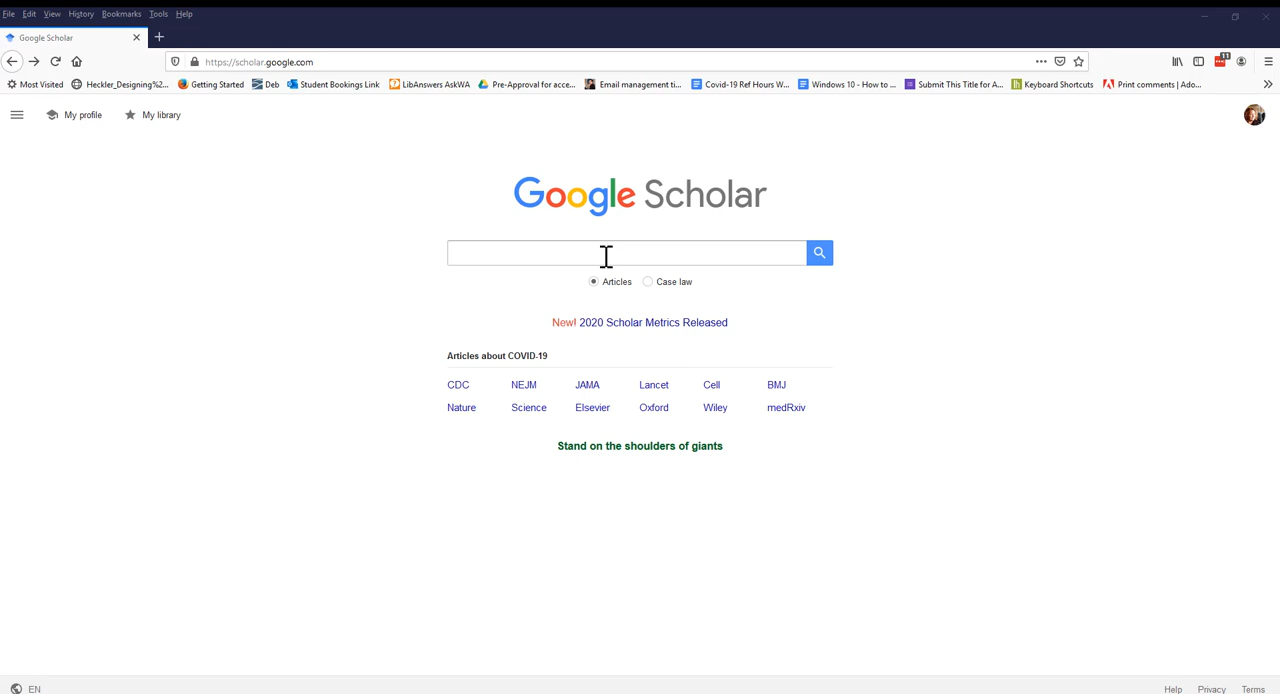 File Edit View History Bookmarks Tools Help
Google Scholar
https://scholar.google.com
11
Most Visited Heckler_Designing%2... Getting Started Deb Student Bookings Link LibAnswers AskWA Pre-Approval for acce... Email management ti... Covid-19 Ref Hours W... Windows 10 - How to ... Submit This Title for A... Keyboard Shortcuts Print comments | Ado...
My profile My library
Google Scholar
Articles Case law
New! 2020 Scholar Metrics Released
Articles about COVID-19
CDC NEJM JAMA Lancet Cell BMJ
Nature Science Elsevier Oxford Wiley medRxiv
Stand on the shoulders of giants
EN Help Privacy Terms